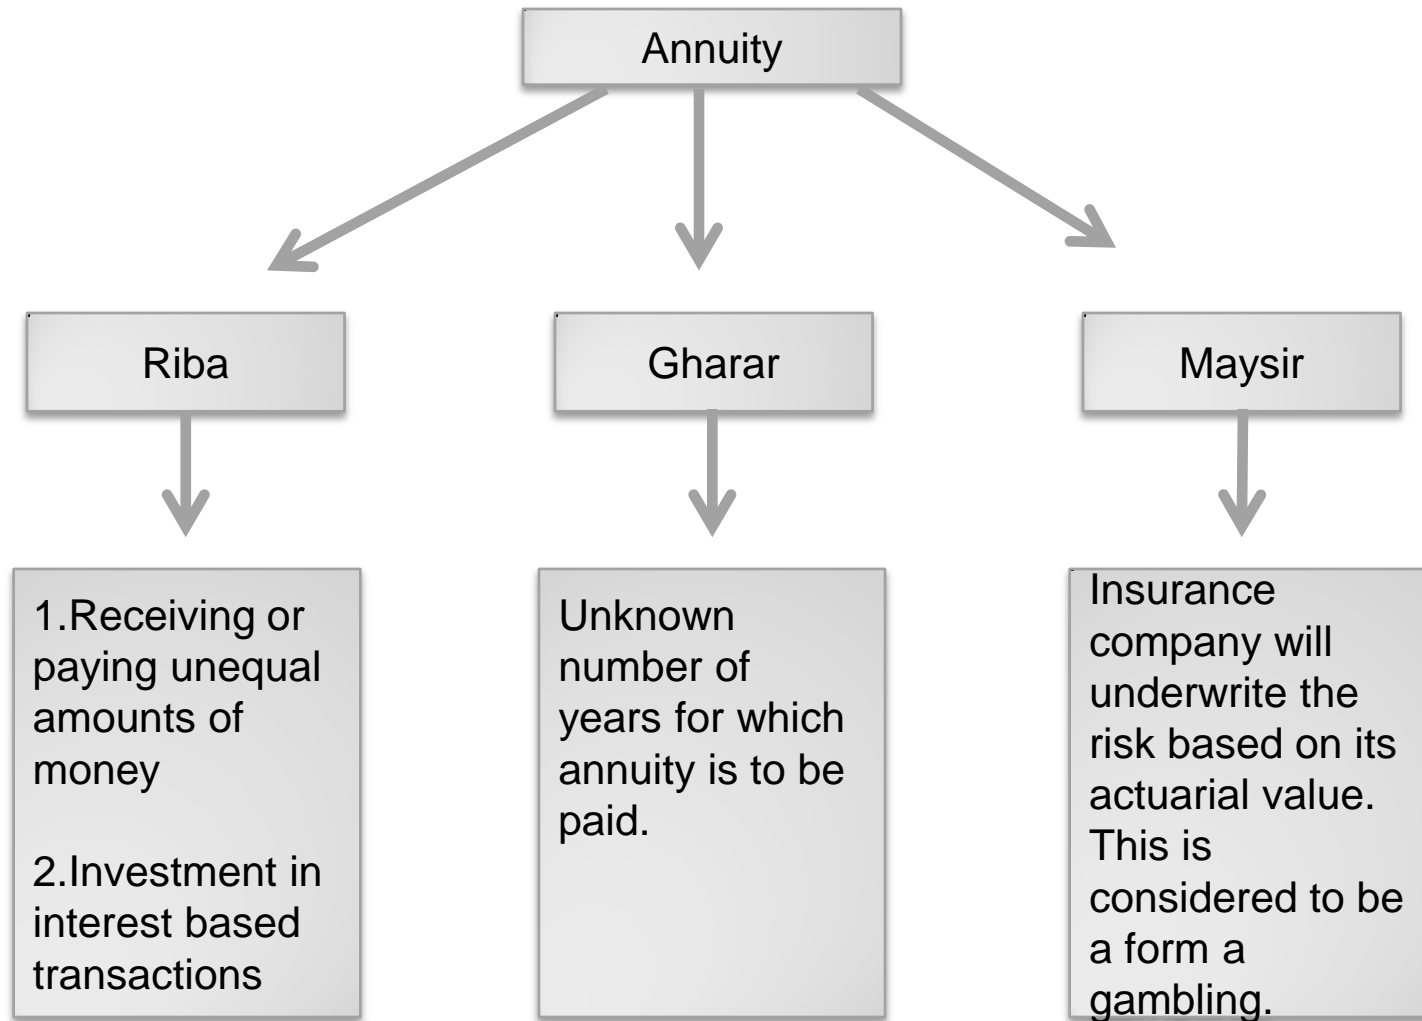 Annuity
Riba
Gharar
Maysir
1.Receiving or
paying unequal
amounts of
money
2.Investment in
interest based
transactions
Unknown
number of
years for which
annuity is to be
paid.
Insurance
company will
underwrite the
risk based on its
actuarial value.
This is
considered to be
a form a
gambling.